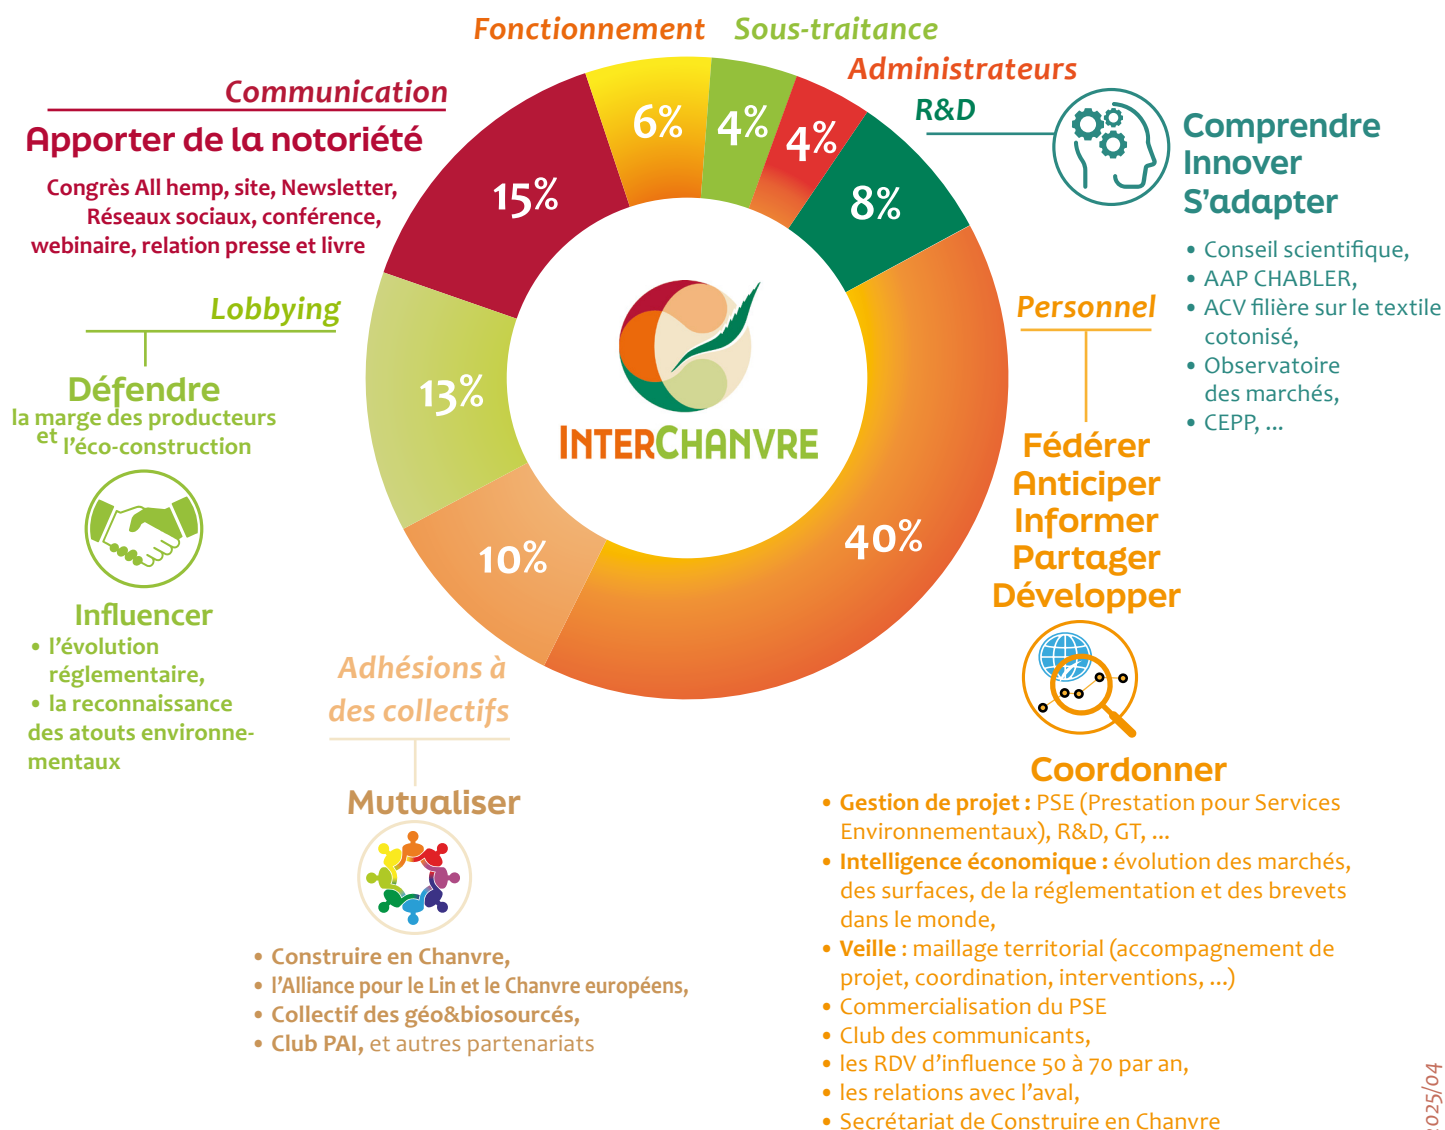 Fonctionnement
Sous-traitance
Administrateurs
R&D
Communication
Apporter de la notoriété
Congrès All hemp, site, Newsletter,
Réseaux sociaux, conférence,
webinaire, relation presse et livre
6%
4%
4%
8%
15%
13%
10%
40%
INTERCHANVRE
Comprendre
Innover
S'adapter
• Conseil scientifique,
• AAP CHABLER,
• ACV filière sur le textile
cotonisé,
• Observatoire
des marchés,
• CEPP, ...
Lobbying
Défendre
la marge des producteurs
et l'éco-construction
Influencer
• l'évolution
réglementaire,
• la reconnaissance
des atouts environne-
mentaux
Personnel
Fédérer
Anticiper
Informer
Partager
Développer
Coordonner
• Gestion de projet : PSE (Prestation pour Services
Environnementaux), R&D, GT, ...
• Intelligence économique : évolution des marchés,
des surfaces, de la réglementation et des brevets
dans le monde,
• Veille : maillage territorial (accompagnement de
projet, coordination, interventions, ...)
• Commercialisation du PSE
• Club des communicants,
• les RDV d'influence 50 à 70 par an,
• les relations avec l'aval,
• Secrétariat de Construire en Chanvre
Adhésions à
des collectifs
Mutualiser
• Construire en Chanvre,
• l'Alliance pour le Lin et le Chanvre européens,
• Collectif des géo&biosourcés,
• Club PAI, et autres partenariats
2025/04